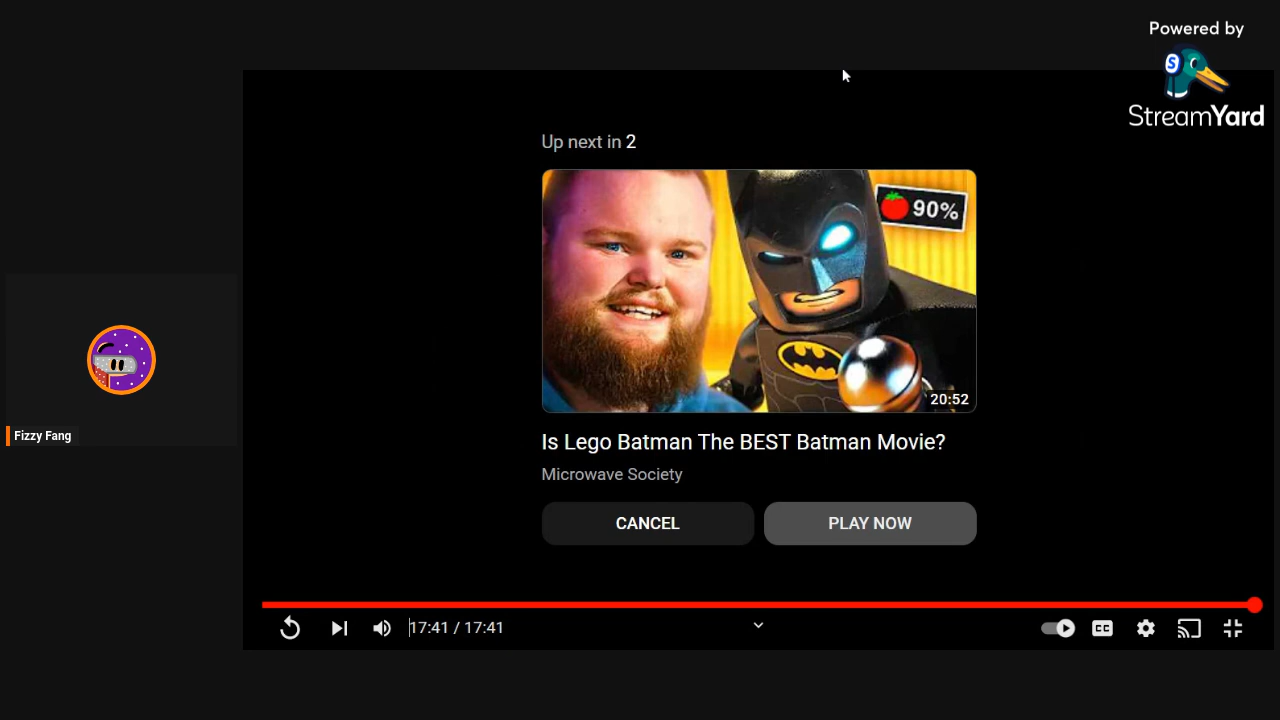 Powered by
StreamYard
Up next in 2
90%
20:52
Is Lego Batman The BEST Batman Movie?
Microwave Society
CANCEL
PLAY NOW
Fizzy Fang
17:41 / 17:41
CC